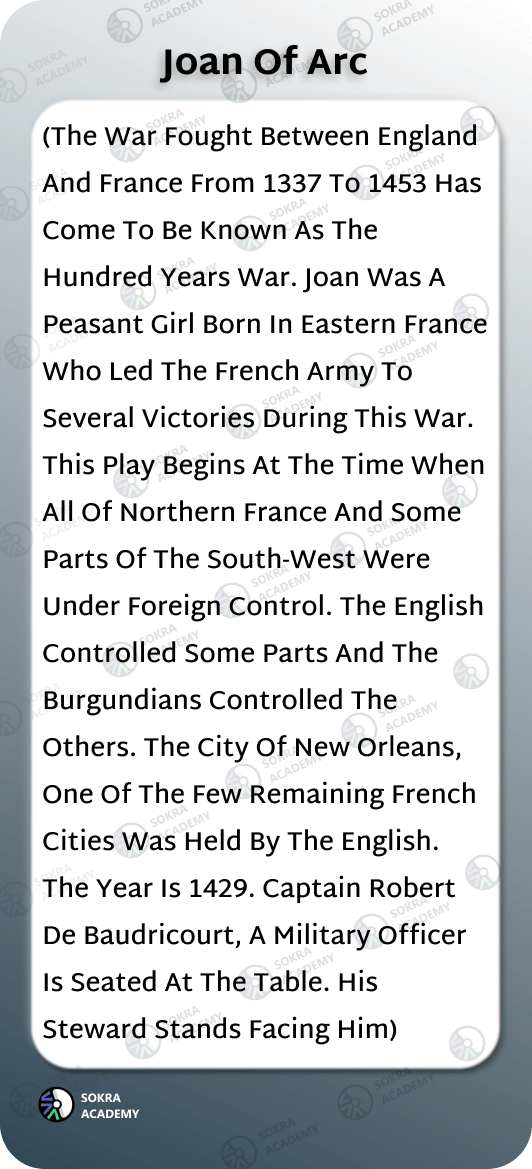 Joan Of Arc
(The War Fought Between England
And France From 1337 To 1453 Has
Come To Be Known As The
Hundred Years War. Joan Was A
Peasant Girl Born In Eastern France
Who Led The French Army To
Several Victories During This War.
This Play Begins At The Time When
All Of Northern France And Some
Parts Of The South-West Were
Under Foreign Control. The English
Controlled Some Parts And The
Burgundians Controlled The
Others. The City Of New Orleans,
One Of The Few Remaining French
Cities Was Held By The English.
The Year Is 1429. Captain Robert
De Baudricourt, A Military Officer
Is Seated At The Table. His
Steward Stands Facing Him)
SOKRA
ACADEMY